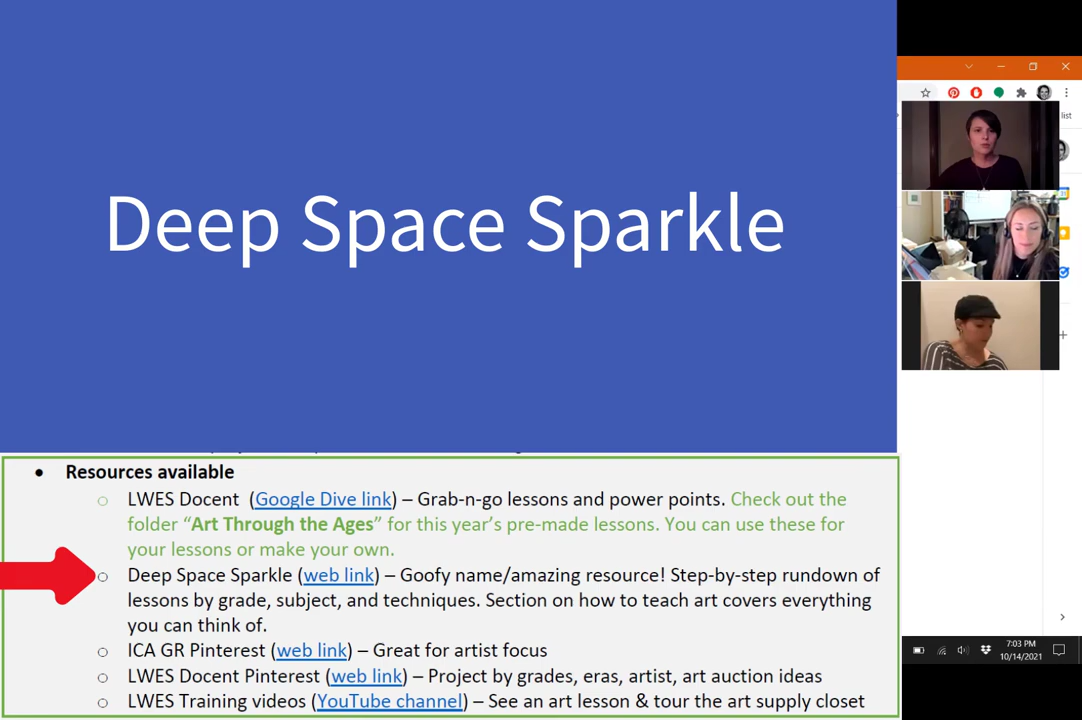 Deep Space Sparkle
list
Resources available
LWES Docent (Google Dive link) – Grab-n-go lessons and power points. Check out the
folder “Art Through the Ages” for this year’s pre-made lessons. You can use these for
your lessons or make your own.
Deep Space Sparkle (web link) – Goofy name/amazing resource! Step-by-step rundown of
lessons by grade, subject, and techniques. Section on how to teach art covers everything
you can think of.
ICA GR Pinterest (web link) – Great for artist focus
LWES Docent Pinterest (web link) – Project by grades, eras, artist, art auction ideas
LWES Training videos (YouTube channel) – See an art lesson & tour the art supply closet
7:03 PM
10/14/2021